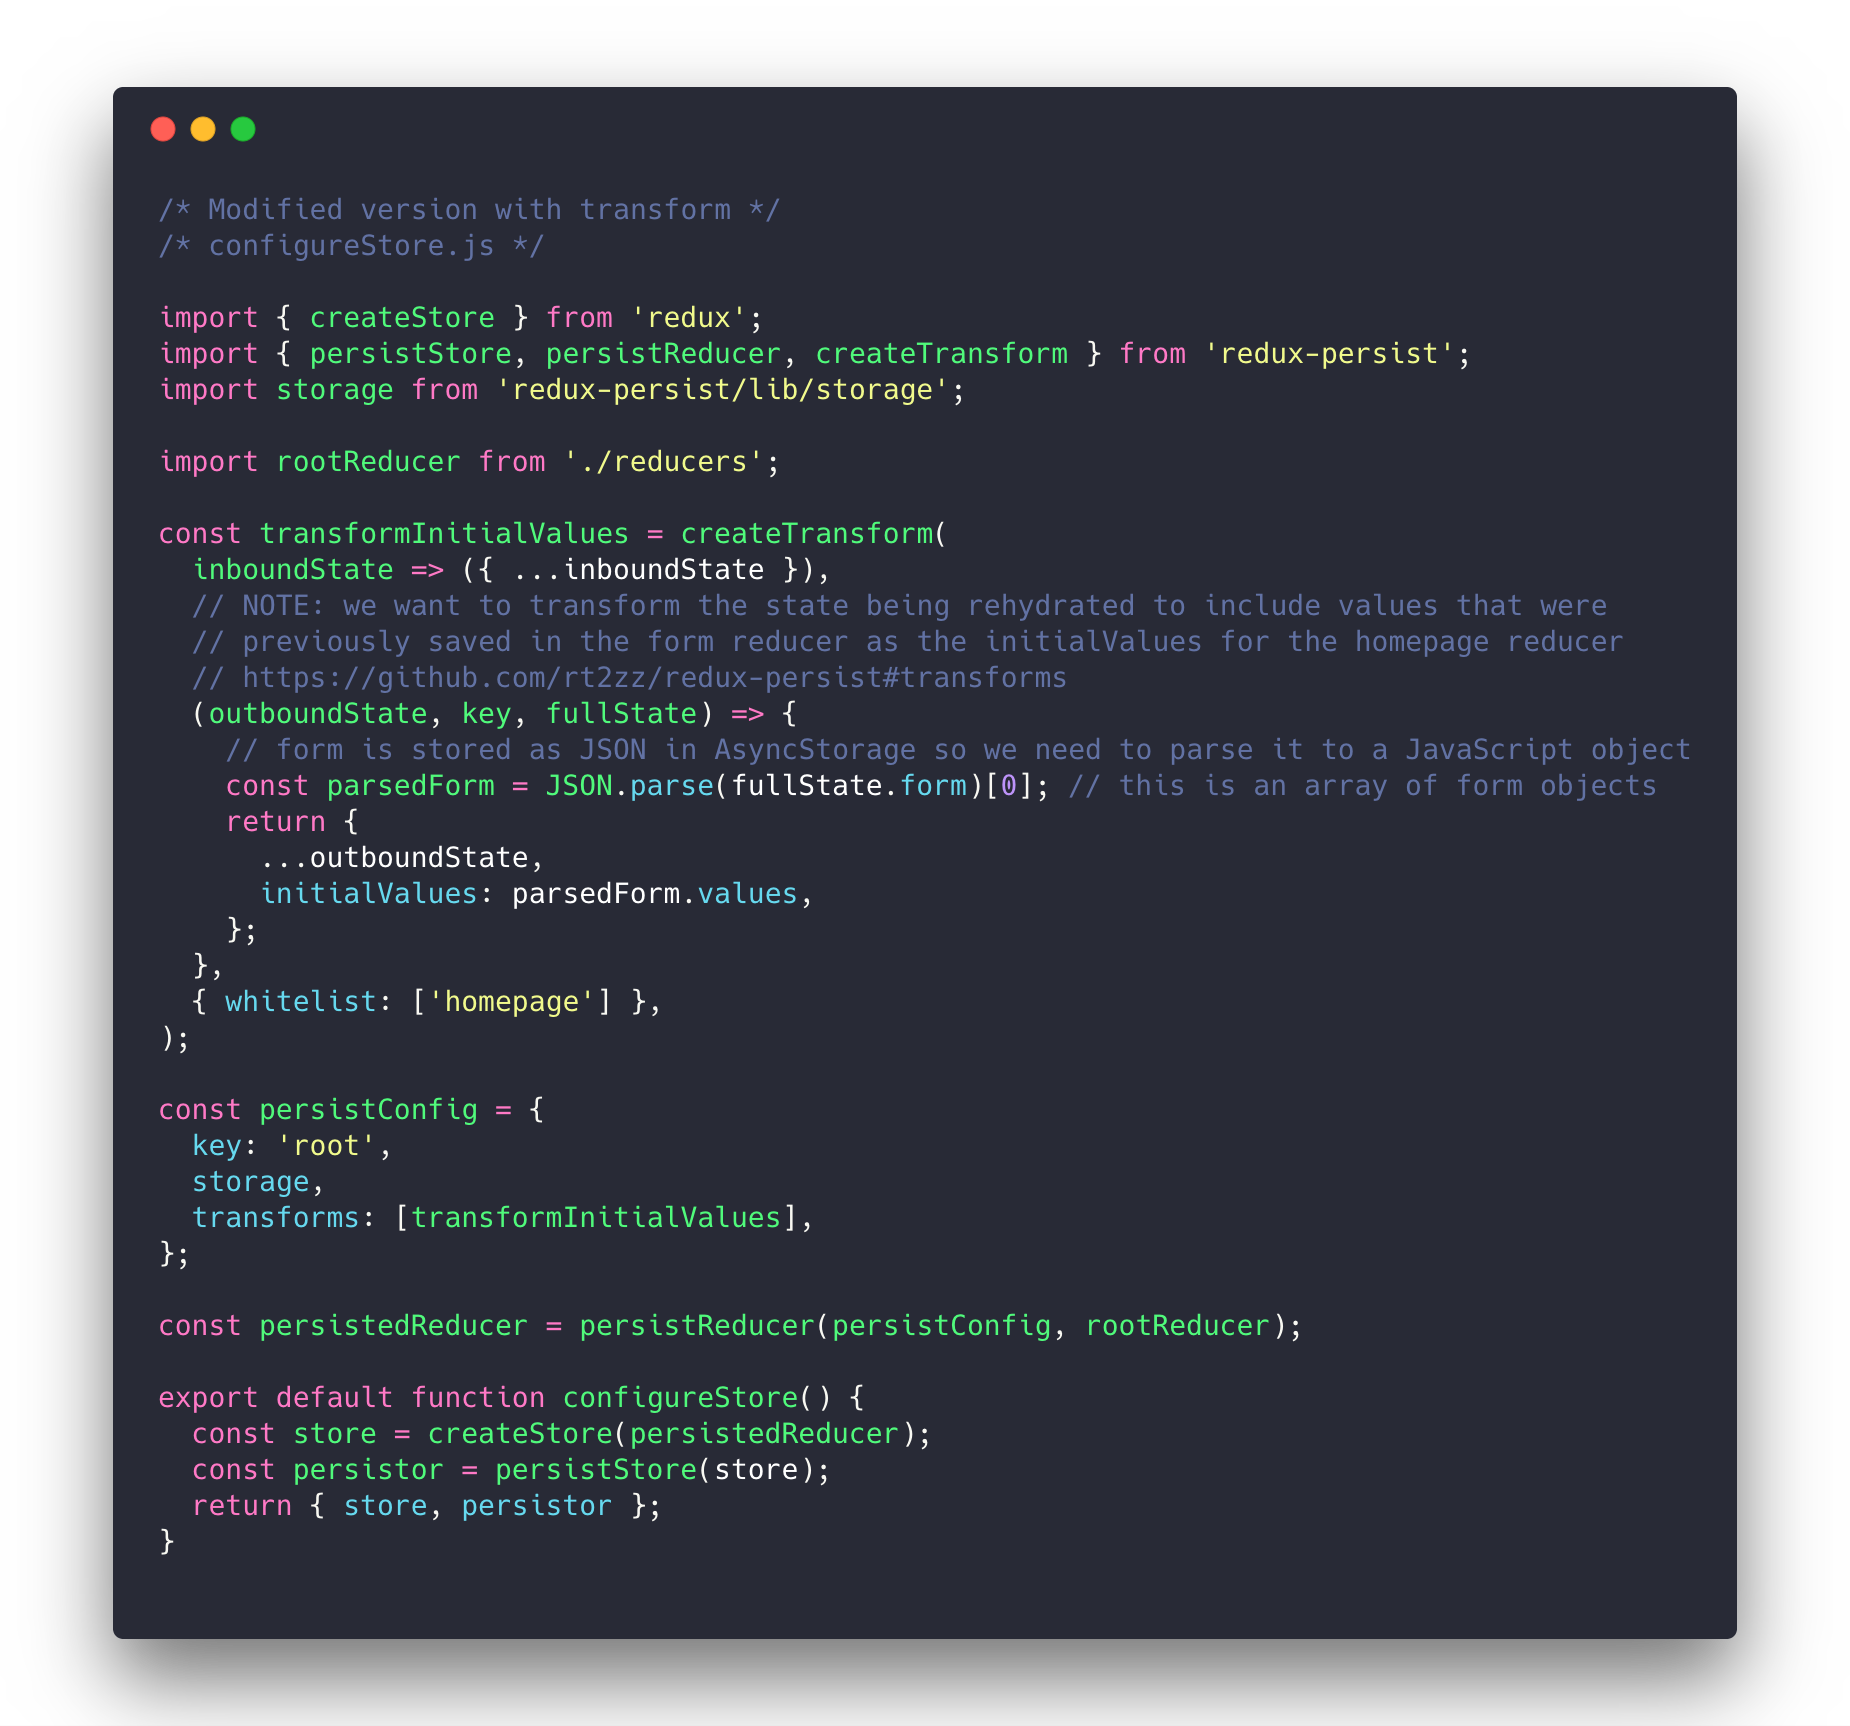 /* Modified version with transform */
/* configureStore.js */
import { createStore } from 'redux';
import { persistStore, persistReducer, createTransform } from 'redux-persist';
import storage from 'redux-persist/lib/storage';
import rootReducer from './reducers';
const transformInitialValues = createTransform(
  inboundState => ({ ...inboundState }),
  // NOTE: we want to transform the state being rehydrated to include values that were
  // previously saved in the form reducer as the initialValues for the homepage reducer
  // https://github.com/rt2zz/redux-persist#transforms
  (outboundState, key, fullState) => {
    // form is stored as JSON in AsyncStorage so we need to parse it to a JavaScript object
    const parsedForm = JSON.parse(fullState.form)[0]; // this is an array of form objects
    return {
      ...outboundState,
      initialValues: parsedForm.values,
    };
  },
  { whitelist: ['homepage'] },
);
const persistConfig = {
  key: 'root',
  storage,
  transforms: [transformInitialValues],
};
const persistedReducer = persistReducer(persistConfig, rootReducer);
export default function configureStore() {
  const store = createStore(persistedReducer);
  const persistor = persistStore(store);
  return { store, persistor };
}